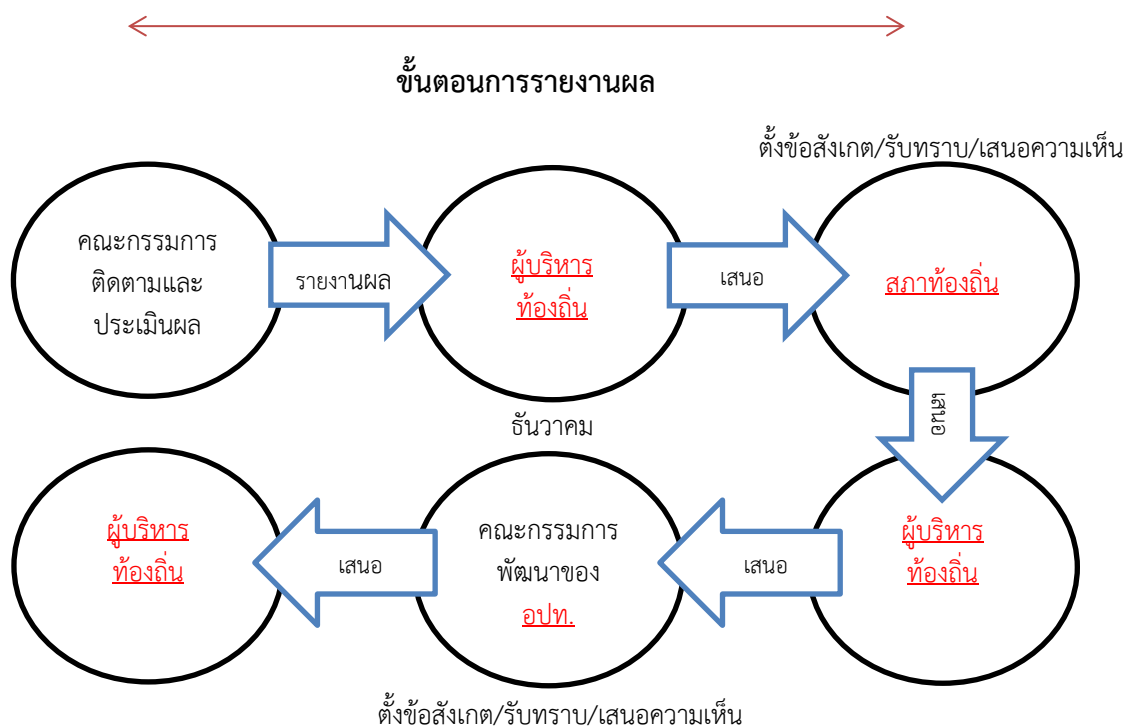 ขั้นตอนการรายงานผล
ตั้งข้อสังเกต/รับทราบ/เสนอความเห็น
คณะกรรมการ
ติดตามและ
ประเมินผล
รายงานผล
ผู้บริหาร
ท้องถิ่น
เสนอ
สภาท้องถิ่น
เสนอ
ธันวาคม
ผู้บริหาร
ท้องถิ่น
เสนอ
คณะกรรมการ
พัฒนาของ
อปท.
เสนอ
ผู้บริหาร
ท้องถิ่น
ตั้งข้อสังเกต/รับทราบ/เสนอความเห็น